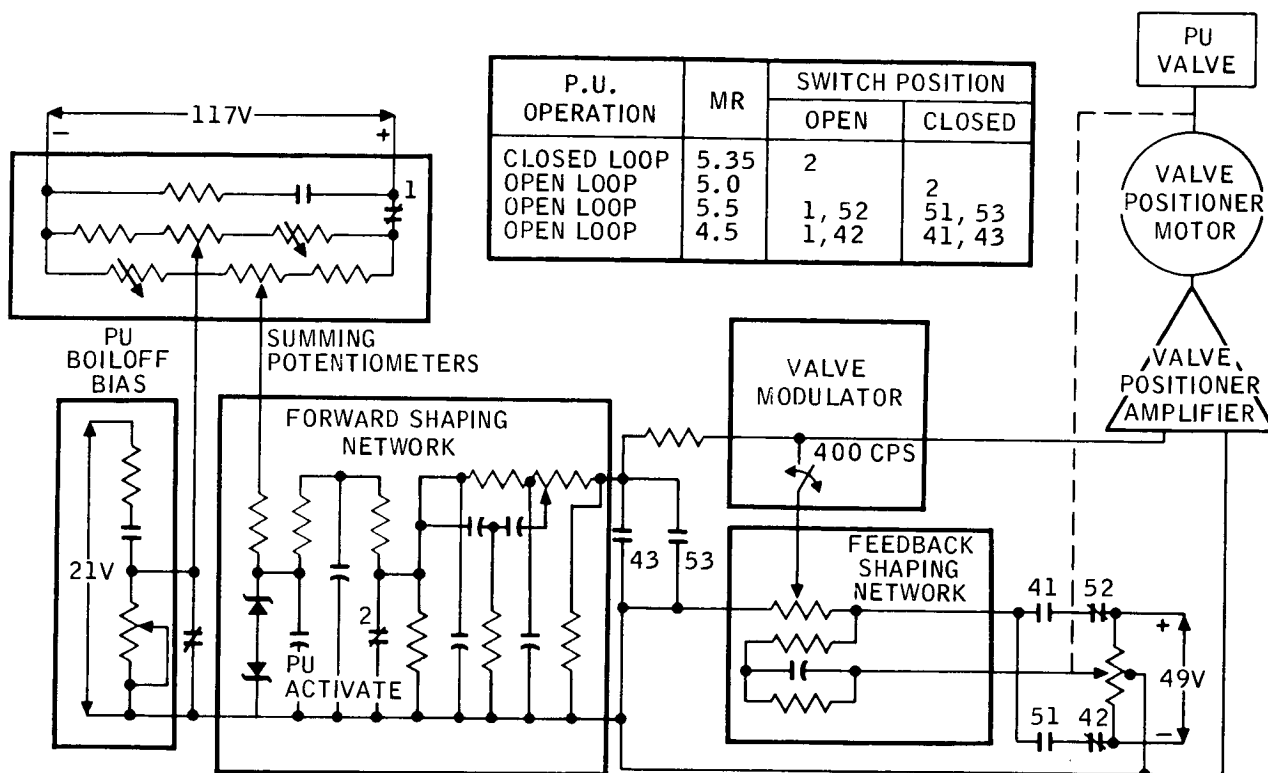 PU
VALVE
117V
− +
1
P.U.
OPERATION
MR
SWITCH POSITION
OPEN CLOSED
CLOSED LOOP 5.35 2
OPEN LOOP 5.0 2
OPEN LOOP 5.5 1, 52 51, 53
OPEN LOOP 4.5 1, 42 41, 43
VALVE
POSITIONER
MOTOR
PU
BOILOFF
BIAS
SUMMING
POTENTIOMETERS
VALVE
MODULATOR
400 CPS
VALVE
POSITIONER
AMPLIFIER
FORWARD SHAPING
NETWORK
21V
2
PU
ACTIVATE
43 53
FEEDBACK
SHAPING
NETWORK
41 52
+
49V
51 42
−